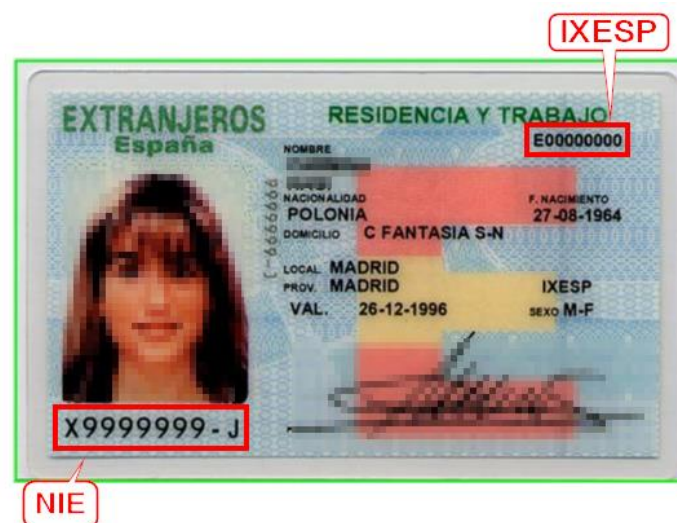 IXESP
EXTRANJEROS
España
RESIDENCIA Y TRABAJO
E00000000
NOMBRE
NACIONALIDAD
F. NACIMIENTO
POLONIA
27-08-1964
DOMICILIO C FANTASIA S-N
LOCAL MADRID
PROV. MADRID
IXESP
VAL. 26-12-1996
SEXO M-F
X9999999-J
NIE